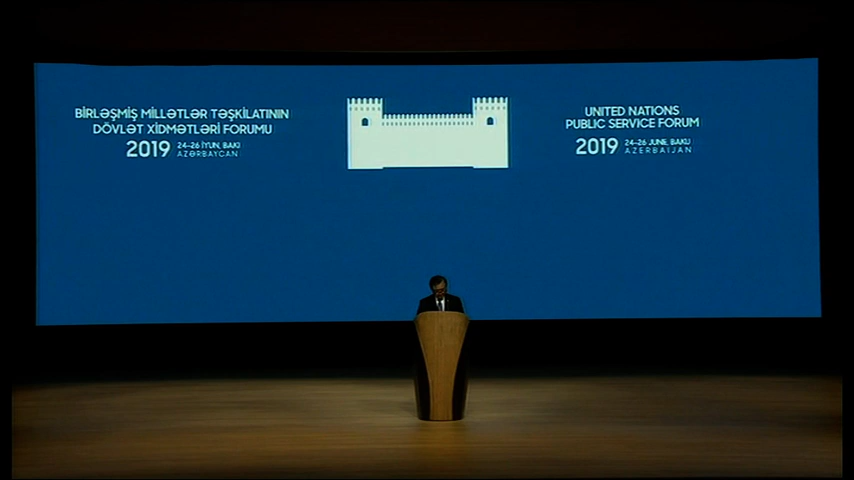 BİRLƏŞMİŞ MİLLƏTLƏR TƏŞKİLATININ
DÖVLƏT XİDMƏTLƏRİ FORUMU
2019 24-26 İYUN, BAKI
AZƏRBAYCAN
UNITED NATIONS
PUBLIC SERVICE FORUM
2019 24-26 JUNE, BAKU
AZERBAIJAN